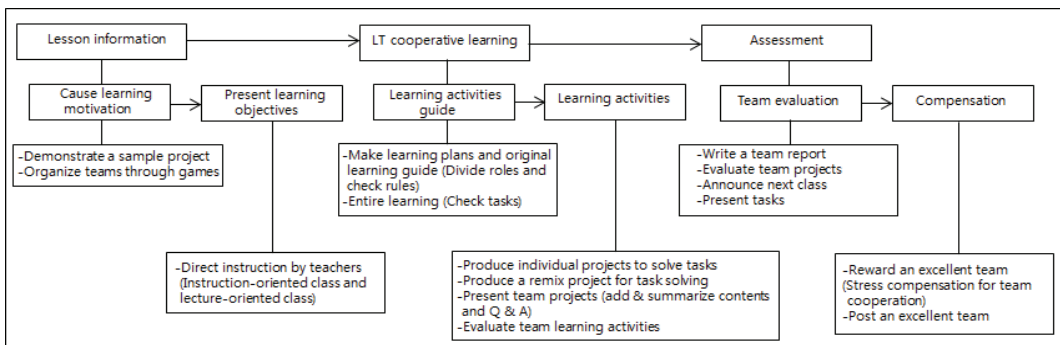 Lesson information
LT cooperative learning
Assessment
Cause learning
motivation
Present learning
objectives
Learning activities
guide
Learning activities
Team evaluation
Compensation
-Demonstrate a sample project
-Organize teams through games
-Make learning plans and original
learning guide (Divide roles and
check rules)
-Entire learning (Check tasks)
-Write a team report
-Evaluate team projects
-Announce next class
-Present tasks
-Direct instruction by teachers
(Instruction-oriented class and
lecture-oriented class)
-Produce individual projects to solve tasks
-Produce a remix project for task solving
-Present team projects (add & summarize contents
and Q & A)
-Evaluate team learning activities
-Reward an excellent team
(Stress compensation for team
cooperation)
-Post an excellent team